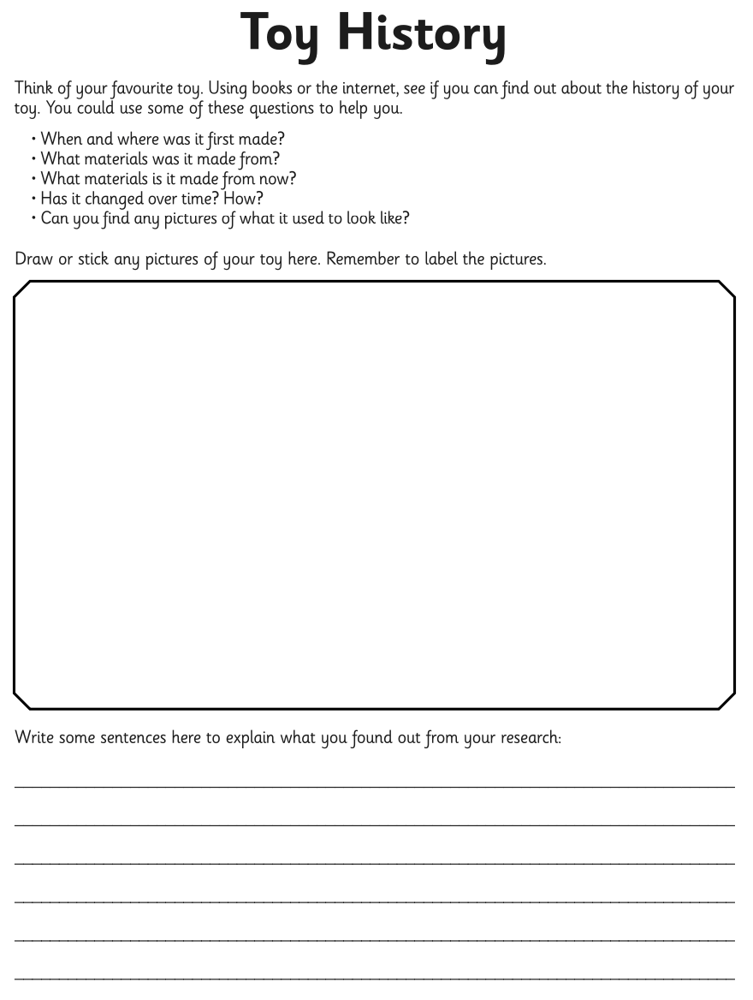 Toy History
Think of your favourite toy. Using books or the internet, see if you can find out about the history of your
toy. You could use some of these questions to help you.
• When and where was it first made?
• What materials was it made from?
• What materials is it made from now?
• Has it changed over time? How?
• Can you find any pictures of what it used to look like?
Draw or stick any pictures of your toy here. Remember to label the pictures.
Write some sentences here to explain what you found out from your research: